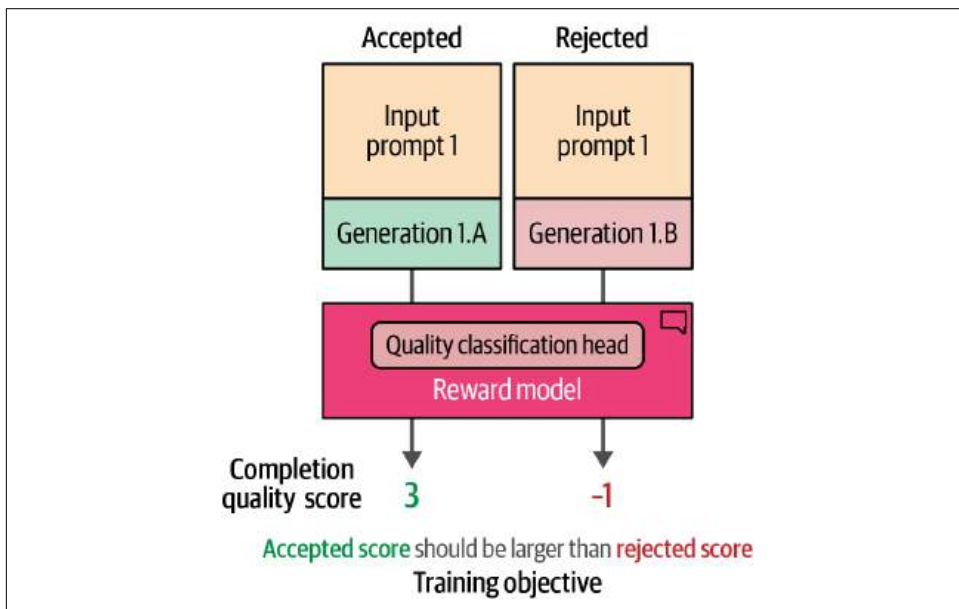 Accepted
Rejected
Input
prompt 1
Input
prompt 1
Generation 1.A
Generation 1.B
Quality classification head
Reward model
Completion
quality score
3
–1
Accepted score should be larger than rejected score
Training objective